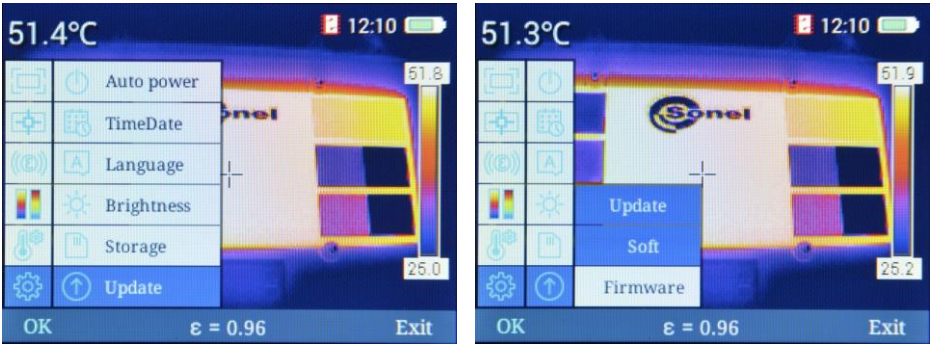 51.4°C
12:10
Auto power
TimeDate
Language
Brightness
Storage
Update
Sonel
51.8
25.0
OK
ε = 0.96
Exit
51.3°C
12:10
Sonel
Update
Soft
Firmware
51.9
25.2
OK
ε = 0.96
Exit